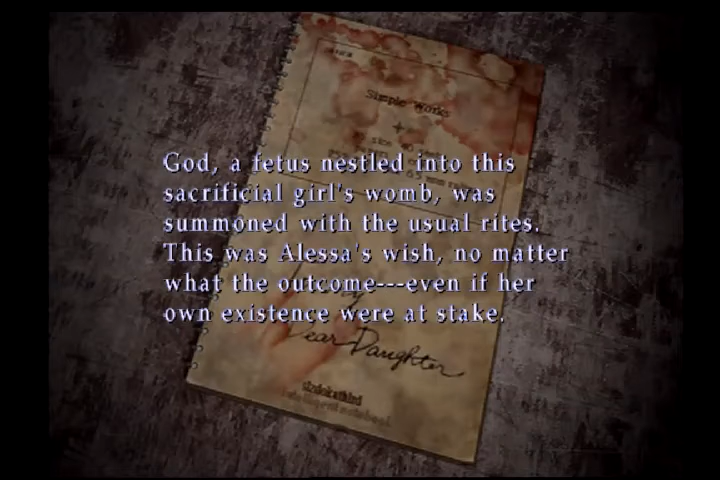 Simple works
God, a fetus nestled into this
sacrificial girl's womb, was
summoned with the usual rites.
This was Alessa's wish, no matter
what the outcome---even if her
own existence were at stake.
Dear Daughter